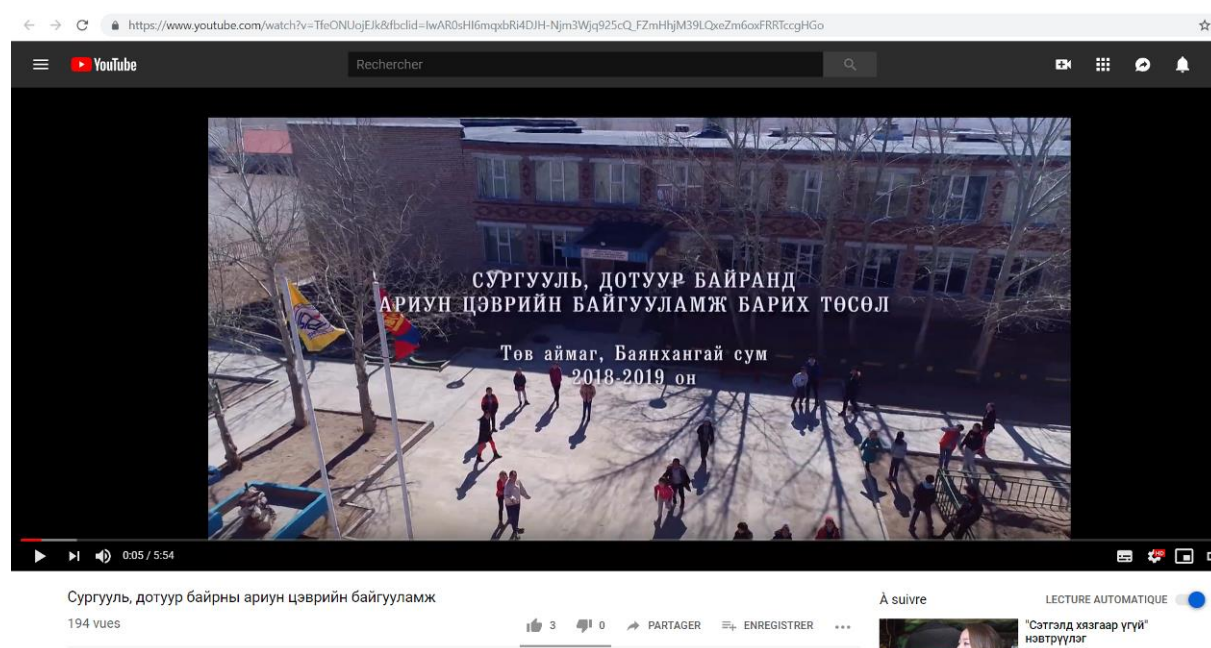 https://www.youtube.com/watch?v=TfeONUojEJk&fbclid=IwAR0sHI6mqxbRi4DJH-Njm3Wjq925cQ_FZmHhjM39LQxeZm6oxFRRTccgHGo
YouTube
Rechercher
СУРГУУЛЬ, ДОТУУР БАЙРАНД
АРИУН ЦЭВРИЙН БАЙГУУЛАМЖ БАРИХ ТӨСӨЛ
Төв аймаг, Баянхангай сум
2018-2019 он
0:05 / 5:54
HD
Сургууль, дотуур байрны ариун цэврийн байгууламж
194 vues
3
0
PARTAGER
ENREGISTRER
À suivre
LECTURE AUTOMATIQUE
"Сэтгэлд хязгаар үгүй"
нэвтрүүлэг